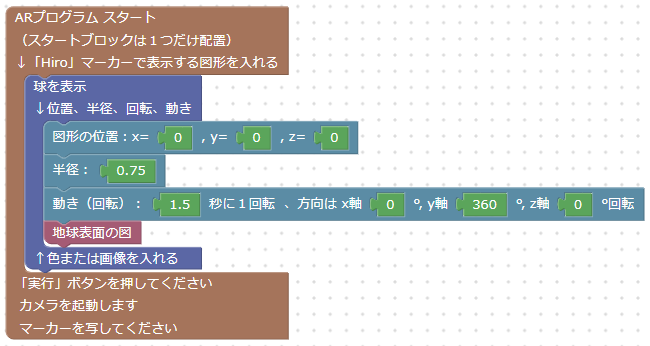 ARプログラム スタート
（スタートブロックは１つだけ配置）
↓「Hiro」マーカーで表示する図形を入れる
球を表示
↓位置、半径、回転、動き
図形の位置：x= 0 , y= 0 , z= 0
半径： 0.75
動き（回転）： 1.5 秒に１回転 、方向は x軸 0 º, y軸 360 º, z軸 0 º回転
地球表面の図
↑色または画像を入れる
「実行」ボタンを押してください
カメラを起動します
マーカーを写してください